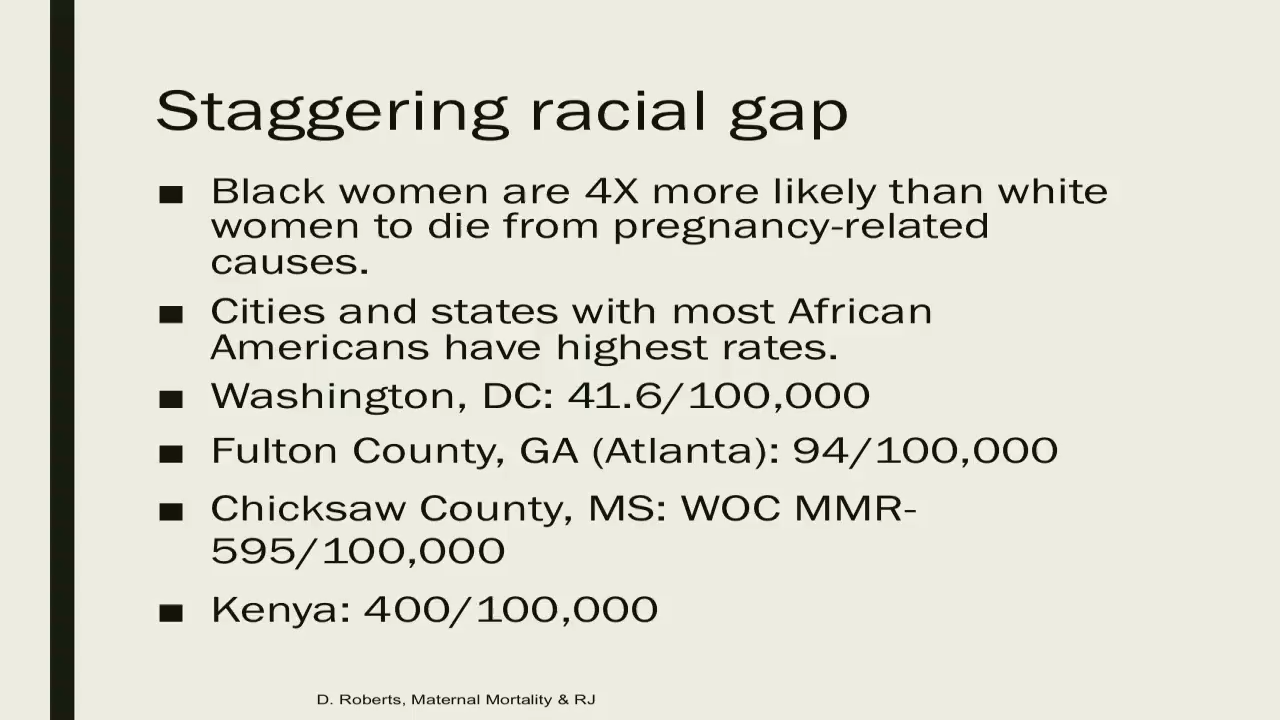 Staggering racial gap
■ Black women are 4X more likely than white
women to die from pregnancy-related
causes.
■ Cities and states with most African
Americans have highest rates.
■ Washington, DC: 41.6/100,000
■ Fulton County, GA (Atlanta): 94/100,000
■ Chicksaw County, MS: WOC MMR-
595/100,000
■ Kenya: 400/100,000
D. Roberts, Maternal Mortality & RJ